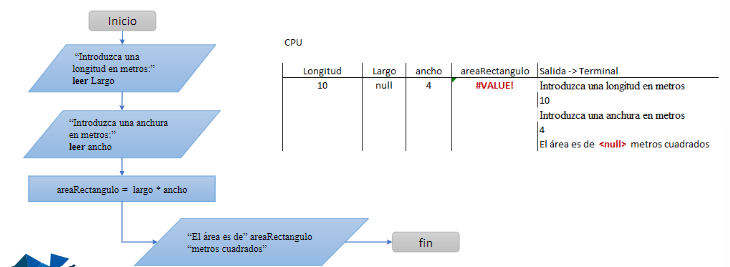 Inicio
“Introduzca una
longitud en metros:”
leer Largo
“Introduzca una anchura
en metros:”
leer ancho
areaRectangulo = largo * ancho
“El área es de” areaRectangulo
“metros cuadrados”
fin
CPU
Longitud Largo ancho areaRectangulo Salida -> Terminal
10 null 4 #VALUE! Introduzca una longitud en metros
10
Introduzca una anchura en metros
4
El área es de <null> metros cuadrados